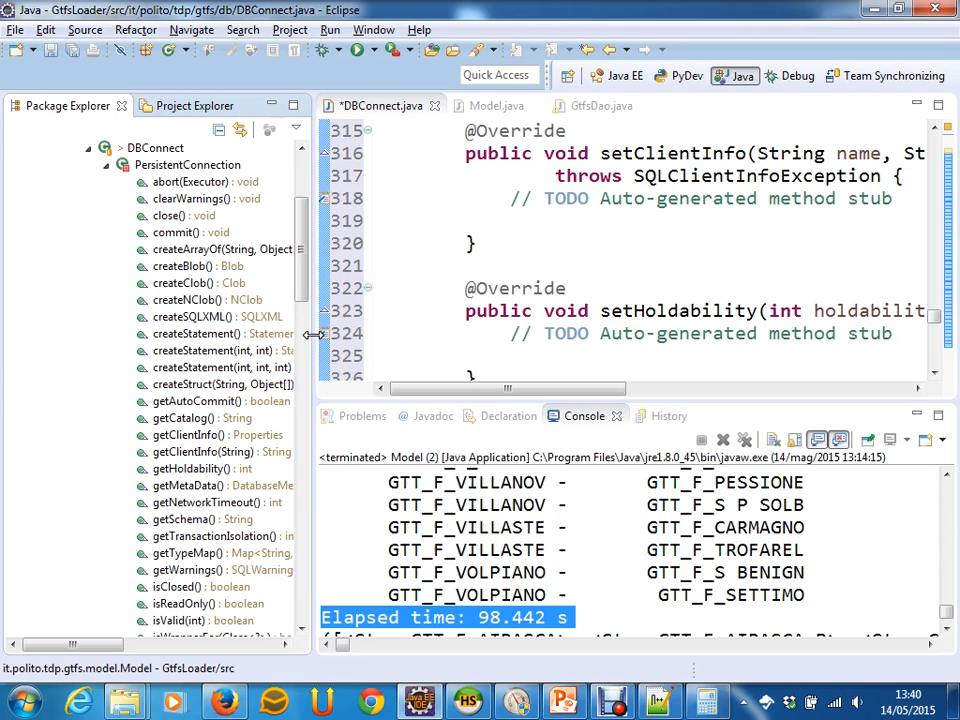 Java - GtfsLoader/src/it/polito/tdp/gtfs/db/DBConnect.java - Eclipse
File Edit Source Refactor Navigate Search Project Run Window Help
Quick Access Java EE PyDev Java Debug Team Synchronizing
Package Explorer Project Explorer
> DBConnect
PersistentConnection
abort(Executor) : void
clearWarnings() : void
close() : void
commit() : void
createArrayOf(String, Object
createBlob() : Blob
createClob() : Clob
createNClob() : NClob
createSQLXML() : SQLXML
createStatement() : Statemer
createStatement(int, int) : Sta
createStatement(int, int, int)
createStruct(String, Object[])
getAutoCommit() : boolean
getCatalog() : String
getClientInfo() : Properties
getClientInfo(String) : String
getHoldability() : int
getMetaData() : DatabaseMe
getNetworkTimeout() : int
getSchema() : String
getTransactionIsolation() : in
getTypeMap() : Map<String,
getWarnings() : SQLWarning
isClosed() : boolean
isReadOnly() : boolean
isValid(int) : boolean
isWrapperFor(Class<?>)
*DBConnect.java Model.java GtfsDao.java
315 @Override
316 public void setClientInfo(String name, St
317 throws SQLClientInfoException {
318 // TODO Auto-generated method stub
319
320 }
321
322 @Override
323 public void setHoldability(int holdabilit
324 // TODO Auto-generated method stub
325
326 }
Problems Javadoc Declaration Console History
<terminated> Model (2) [Java Application] C:\Program Files\Java\jre1.8.0_45\bin\javaw.exe (14/mag/2015 13:14:15)
GTT_F_VILLANOV - GTT_F_PESSIONE
GTT_F_VILLANOV - GTT_F_S P SOLB
GTT_F_VILLASTE - GTT_F_CARMAGNO
GTT_F_VILLASTE - GTT_F_TROFAREL
GTT_F_VOLPIANO - GTT_F_S BENIGN
GTT_F_VOLPIANO - GTT_F_SETTIMO
Elapsed time: 98.442 s
it.polito.tdp.gtfs.model.Model - GtfsLoader/src
13:40
14/05/2015